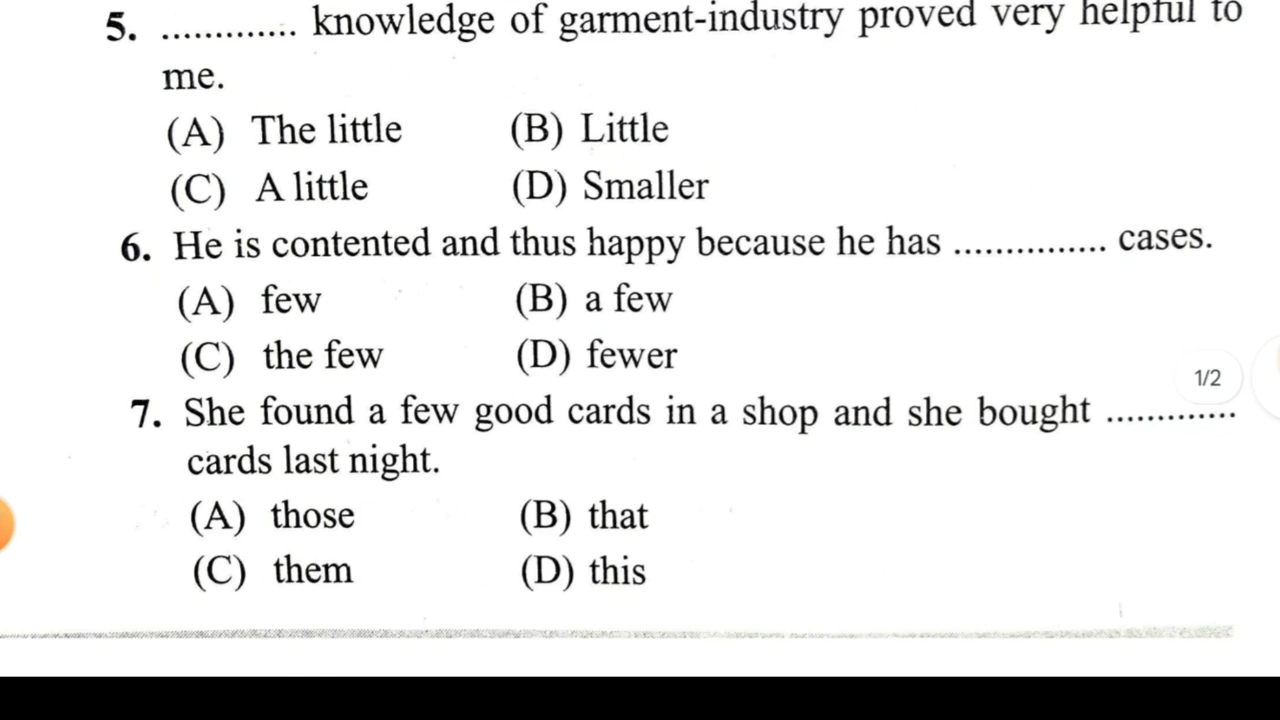 5. ............. knowledge of garment-industry proved very helpful to
me.
(A) The little (B) Little
(C) A little (D) Smaller
6. He is contented and thus happy because he has ............... cases.
(A) few (B) a few
(C) the few (D) fewer
1/2
7. She found a few good cards in a shop and she bought .............
cards last night.
(A) those (B) that
(C) them (D) this